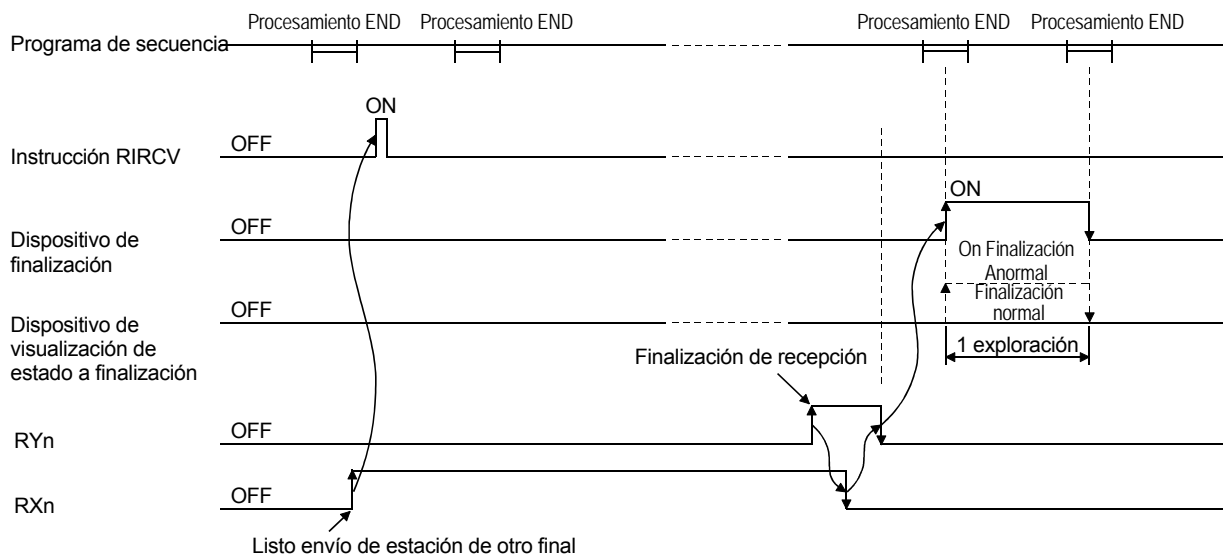 Procesamiento END
Procesamiento END
Procesamiento END
Procesamiento END
Programa de secuencia
ON
Instrucción RIRCV
OFF
ON
Dispositivo de
finalización
OFF
On Finalización
Anormal
Finalización
normal
Dispositivo de
visualización de
estado a finalización
OFF
1 exploración
Finalización de recepción
RYn
OFF
RXn
OFF
Listo envío de estación de otro final